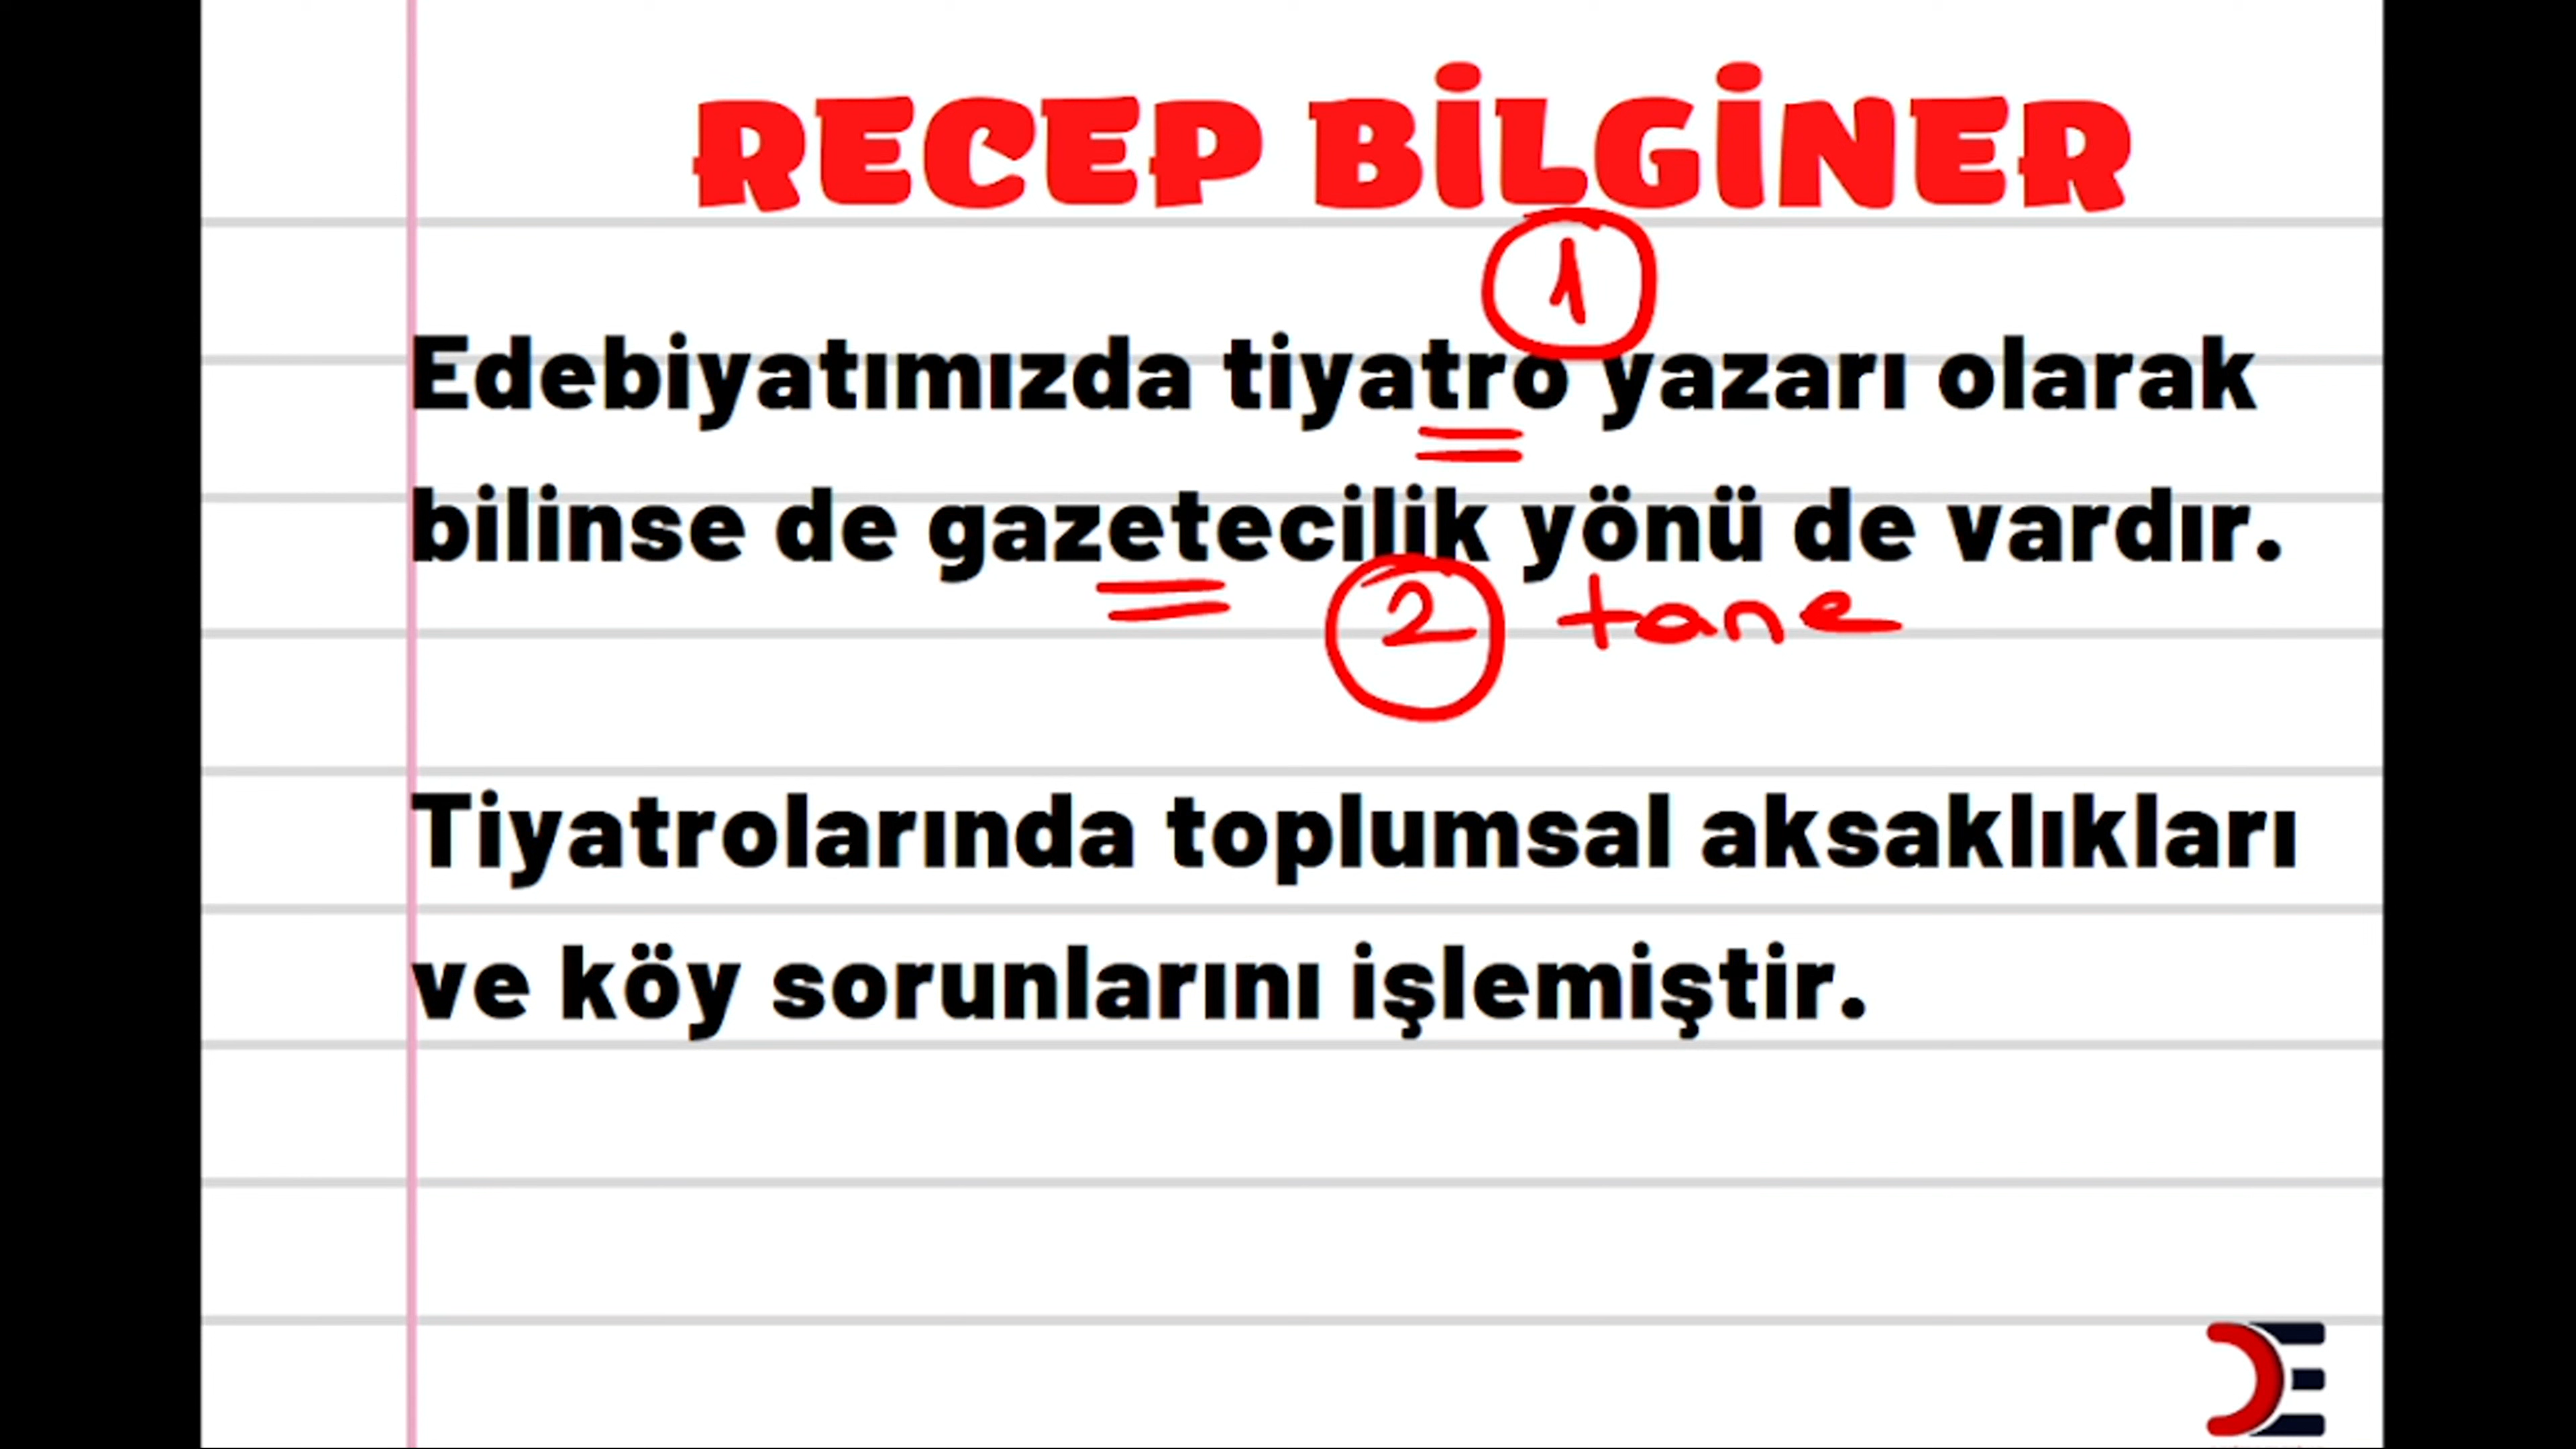 RECEP BİLGİNER
1
Edebiyatımızda tiyatro yazarı olarak
bilinse de gazetecilik yönü de vardır.
2 tane
Tiyatrolarında toplumsal aksaklıkları
ve köy sorunlarını işlemiştir.
DE